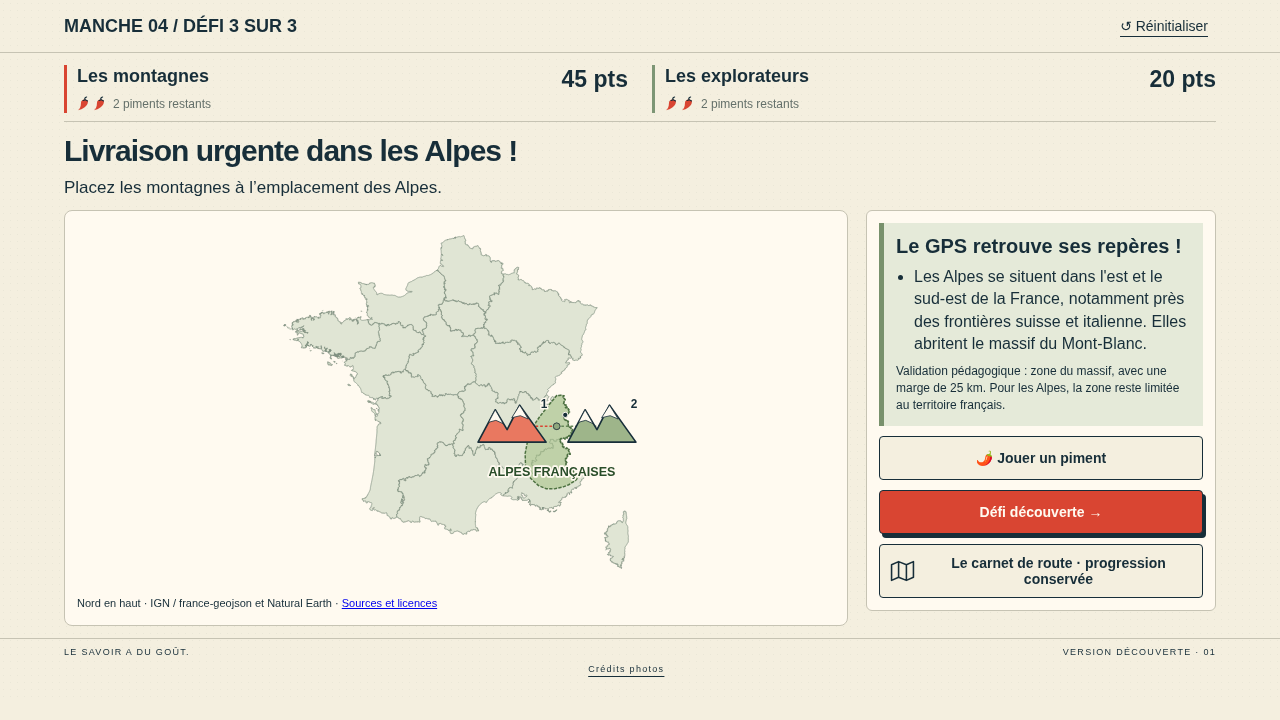 MANCHE 04 / DÉFI 3 SUR 3
↺ Réinitialiser
Les montagnes
45 pts
2 piments restants
Les explorateurs
20 pts
2 piments restants
Livraison urgente dans les Alpes !
Placez les montagnes à l’emplacement des Alpes.
1
2
ALPES FRANÇAISES
Nord en haut · IGN / france-geojson et Natural Earth · Sources et licences
Le GPS retrouve ses repères !
• Les Alpes se situent dans l'est et le
sud-est de la France, notamment près
des frontières suisse et italienne. Elles
abritent le massif du Mont-Blanc.
Validation pédagogique : zone du massif, avec une
marge de 25 km. Pour les Alpes, la zone reste limitée
au territoire français.
🌶️ Jouer un piment
Défi découverte →
Le carnet de route · progression
conservée
LE SAVOIR A DU GOÛT.
VERSION DÉCOUVERTE · 01
Crédits photos